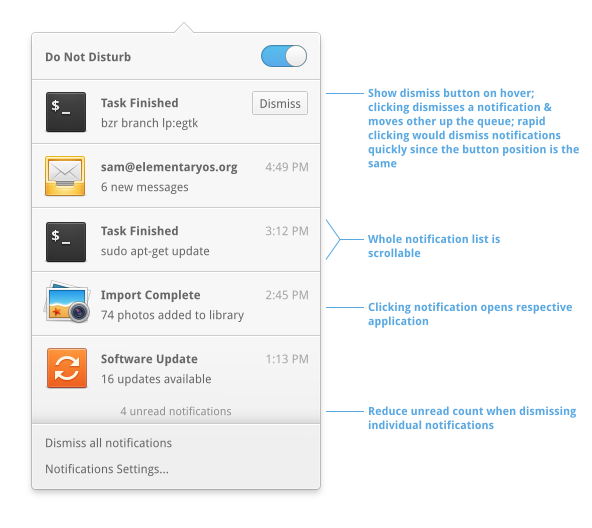 Do Not Disturb
$_
Task Finished
Dismiss
bzr branch lp:egtk
sam@elementaryos.org 4:49 PM
6 new messages
$_
Task Finished 3:12 PM
sudo apt-get update
Import Complete 2:45 PM
74 photos added to library
Software Update 1:13 PM
16 updates available
4 unread notifications
Dismiss all notifications
Notifications Settings...
Show dismiss button on hover;
clicking dismisses a notification &
moves other up the queue; rapid
clicking would dismiss notifications
quickly since the button position is the
same
Whole notification list is
scrollable
Clicking notification opens respective
application
Reduce unread count when dismissing
individual notifications